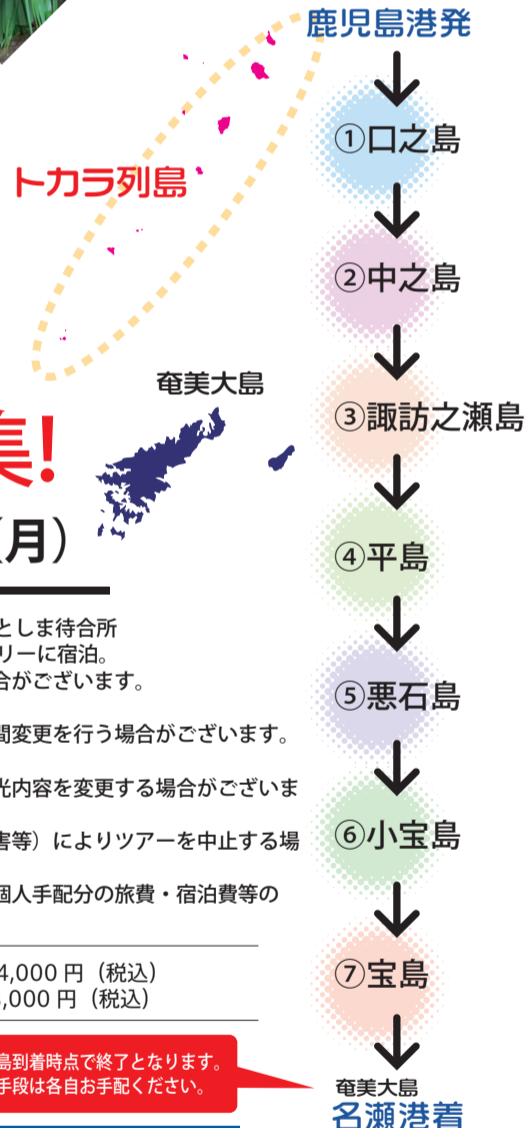 鹿児島港発
①口之島
②中之島
③諏訪之瀬島
④平島
⑤悪石島
⑥小宝島
⑦宝島
奄美大島
名瀬港着
トカラ列島
奄美大島
集!
(月)
としま待合所
リーに宿泊。
合がございます。
間変更を行う場合がございます。
光内容を変更する場合がございま
害等）によりツアーを中止する場
個人手配分の旅費・宿泊費等の
4,000 円（税込）
,000 円（税込）
島到着時点で終了となります。
手段は各自お手配ください。